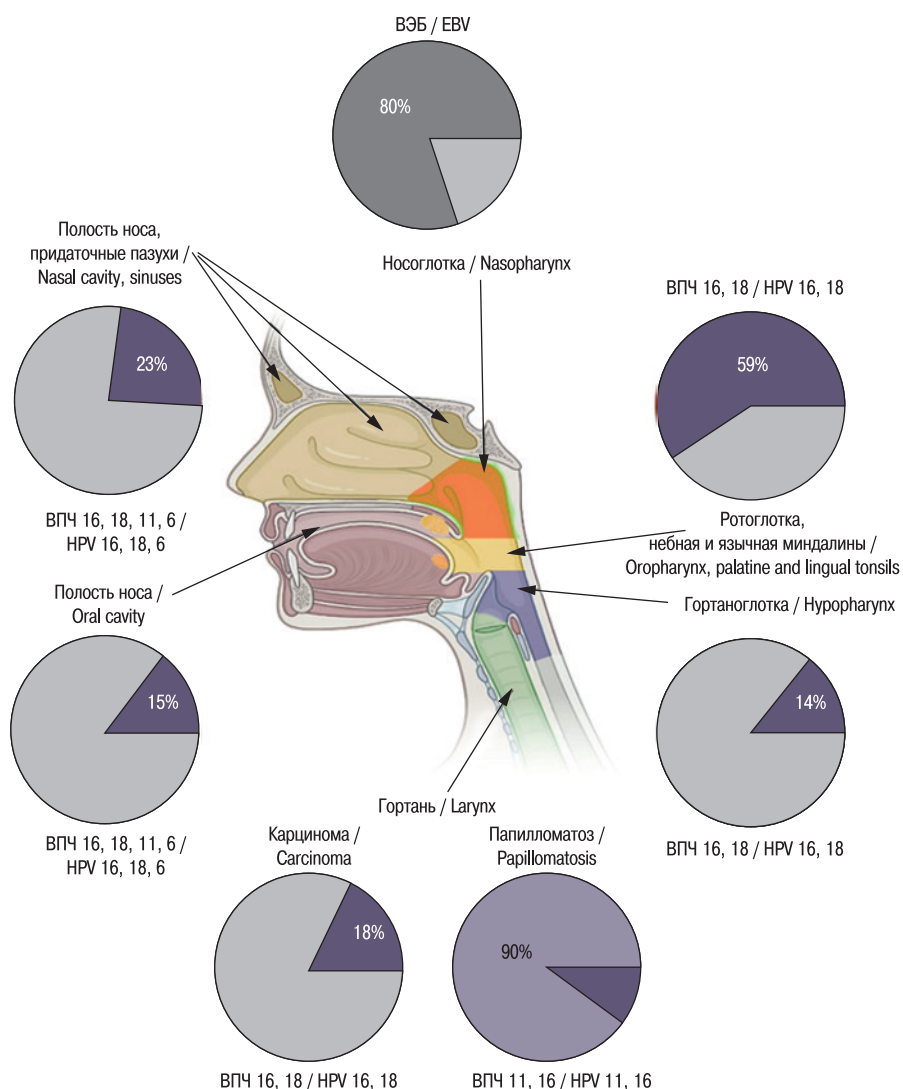 ВЭБ / EBV
80%
Полость носа,
придаточные пазухи /
Nasal cavity, sinuses
Носоглотка / Nasopharynx
ВПЧ 16, 18 / HPV 16, 18
23%
59%
ВПЧ 16, 18, 11, 6 /
HPV 16, 18, 6
Ротоглотка,
небная и язычная миндалины /
Oropharynx, palatine and lingual tonsils
Полость носа /
Oral cavity
Гортаноглотка / Hypopharynx
15%
14%
Гортань / Larynx
ВПЧ 16, 18, 11, 6 /
HPV 16, 18, 6
Карцинома /
Carcinoma
Папилломатоз /
Papillomatosis
ВПЧ 16, 18 / HPV 16, 18
18%
90%
ВПЧ 16, 18 / HPV 16, 18
ВПЧ 11, 16 / HPV 11, 16